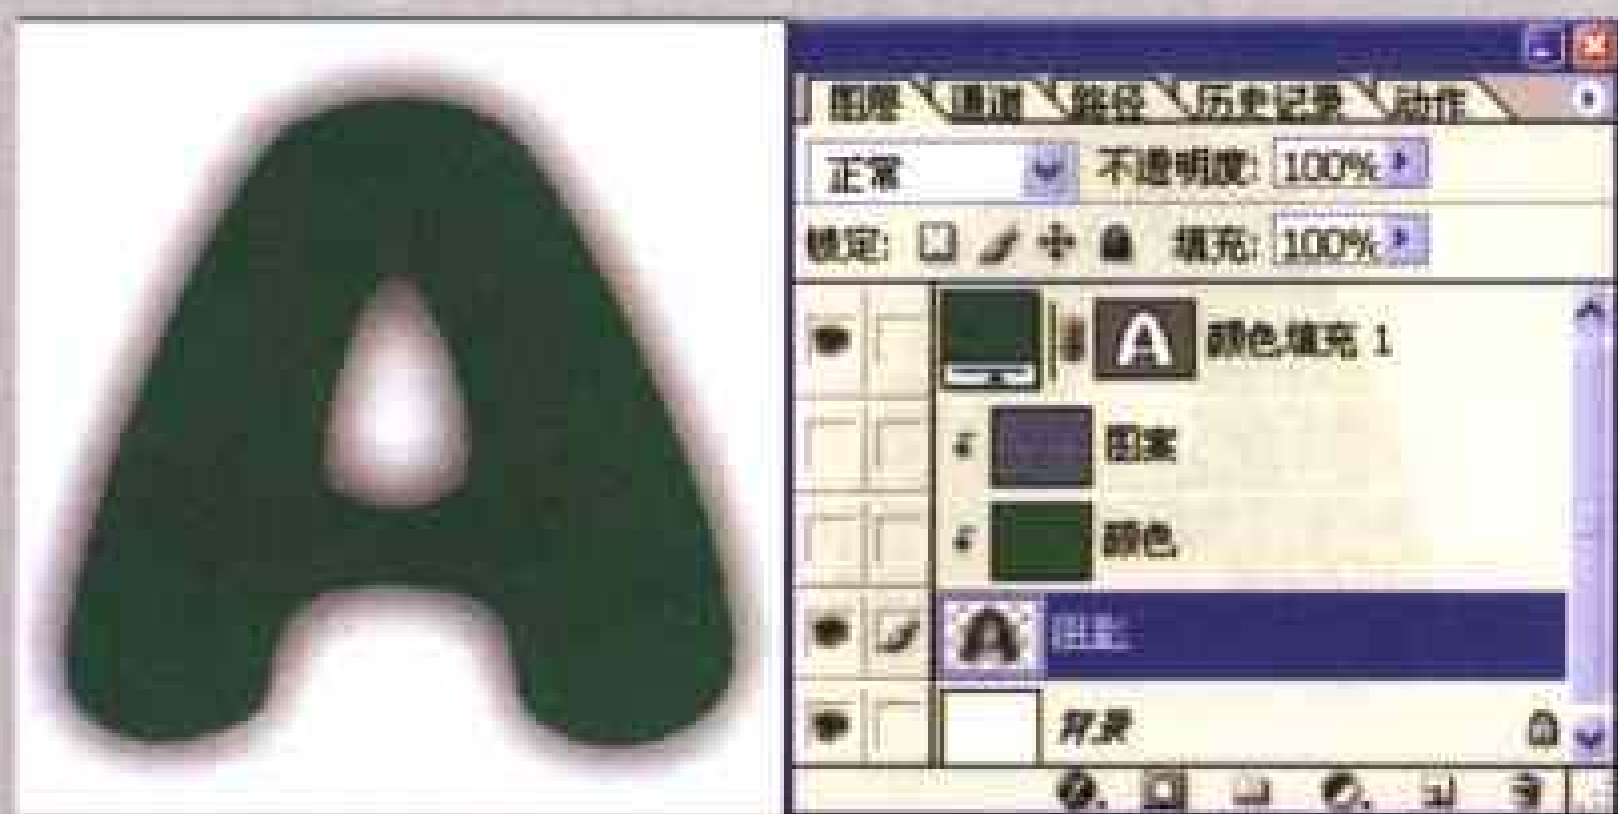 A
图层 通道 路径 历史记录 动作
正常 不透明度: 100%
锁定: 填充: 100%
A 颜色填充 1
图案
颜色
A
背景